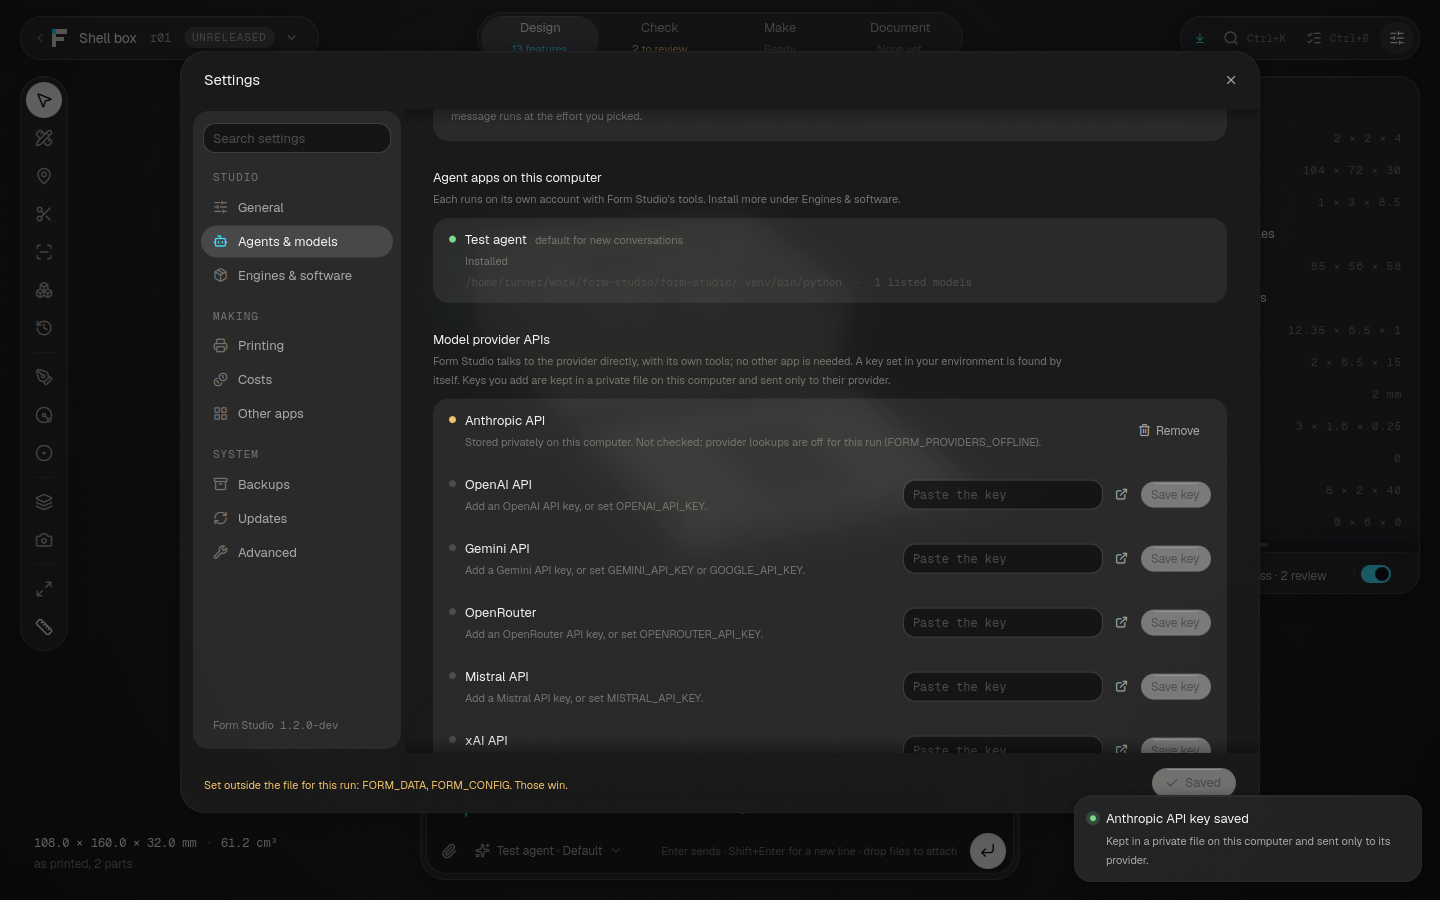 Shell box r01 UNRELEASED
Design
13 features
Check
2 to review
Make
Ready
Document
None yet
Ctrl+K
Ctrl+B
Settings
message runs at the effort you picked.
Search settings
STUDIO
General
Agents & models
Engines & software
MAKING
Printing
Costs
Other apps
SYSTEM
Backups
Updates
Advanced
Form Studio 1.2.0-dev
Agent apps on this computer
Each runs on its own account with Form Studio's tools. Install more under Engines & software.
Test agent default for new conversations
Installed
/home/runner/work/form-studio/form-studio/.venv/bin/python · 1 listed models
Model provider APIs
Form Studio talks to the provider directly, with its own tools; no other app is needed. A key set in your environment is found by
itself. Keys you add are kept in a private file on this computer and sent only to their provider.
Anthropic API
Stored privately on this computer. Not checked: provider lookups are off for this run (FORM_PROVIDERS_OFFLINE).
Remove
OpenAI API
Add an OpenAI API key, or set OPENAI_API_KEY.
Paste the key
Save key
Gemini API
Add a Gemini API key, or set GEMINI_API_KEY or GOOGLE_API_KEY.
Paste the key
Save key
OpenRouter
Add an OpenRouter API key, or set OPENROUTER_API_KEY.
Paste the key
Save key
Mistral API
Add a Mistral API key, or set MISTRAL_API_KEY.
Paste the key
Save key
xAI API
Paste the key
Save key
Set outside the file for this run: FORM_DATA, FORM_CONFIG. Those win.
Saved
2 × 2 × 4
104 × 72 × 30
1 × 3 × 8.5
es
85 × 56 × 58
s
12.35 × 6.5 × 1
2 × 6.5 × 15
2 mm
3 × 1.6 × 0.25
0
8 × 2 × 40
0 × 6 × 0
ss · 2 review
108.0 × 160.0 × 32.0 mm · 61.2 cm³
as printed, 2 parts
Test agent · Default
Enter sends · Shift+Enter for a new line · drop files to attach
Anthropic API key saved
Kept in a private file on this computer and sent only to its
provider.